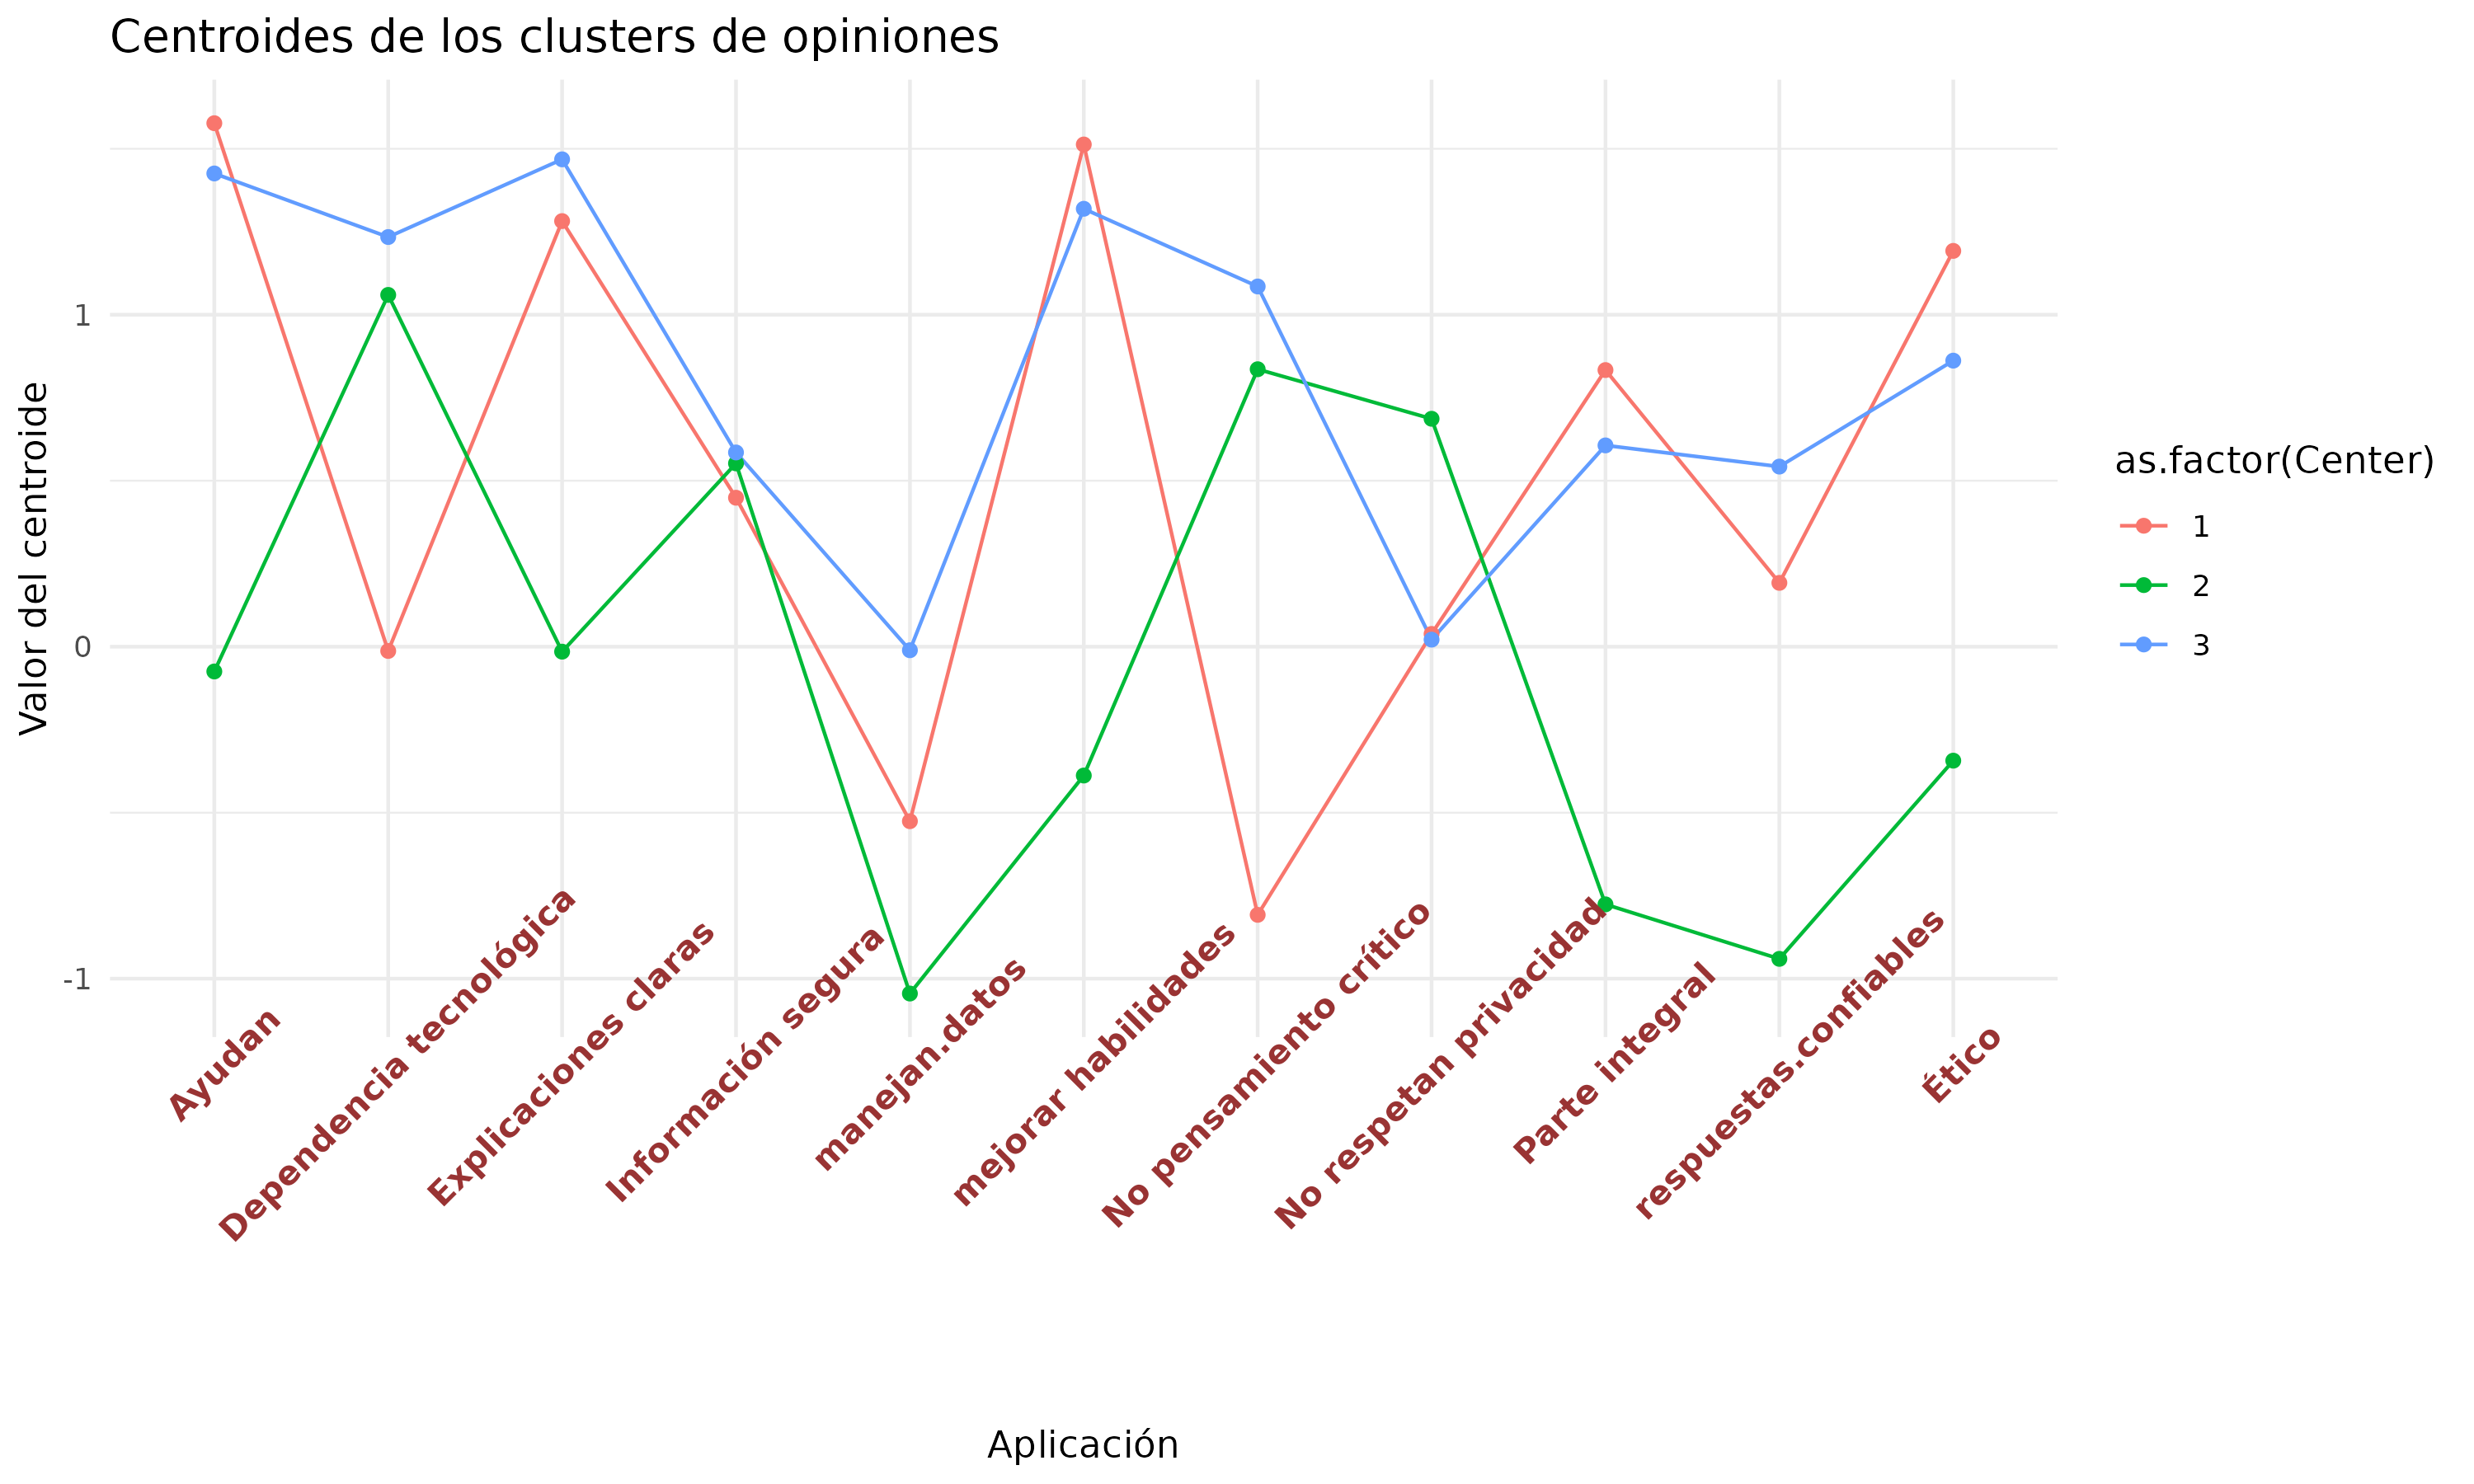 Centroides de los clusters de opiniones
Valor del centroide
1
0
-1
Ayudan
Dependencia tecnológica
Explicaciones claras
Información segura
manejan.datos
mejorar habilidades
No pensamiento crítico
No respetan privacidad
Parte integral
respuestas.confiables
Ético
Aplicación
as.factor(Center)
1
2
3